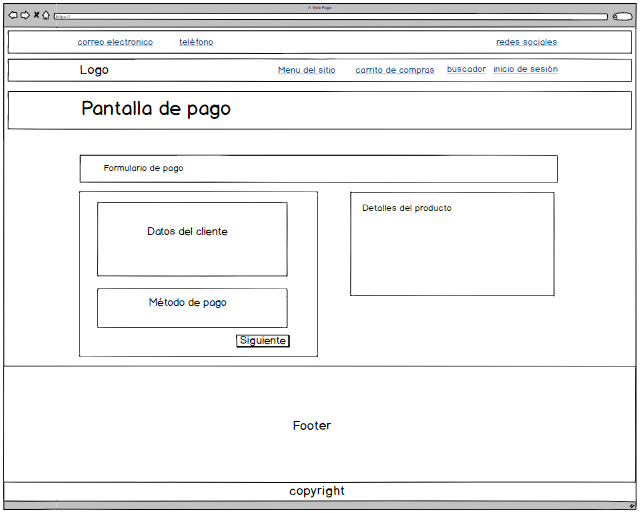 A Web Page
https://
correo electronico teléfono redes sociales
Logo Menu del sitio carrito de compras buscador inicio de sesión
Pantalla de pago
Formulario de pago
Datos del cliente
Método de pago
Siguiente
Detalles del producto
Footer
copyright